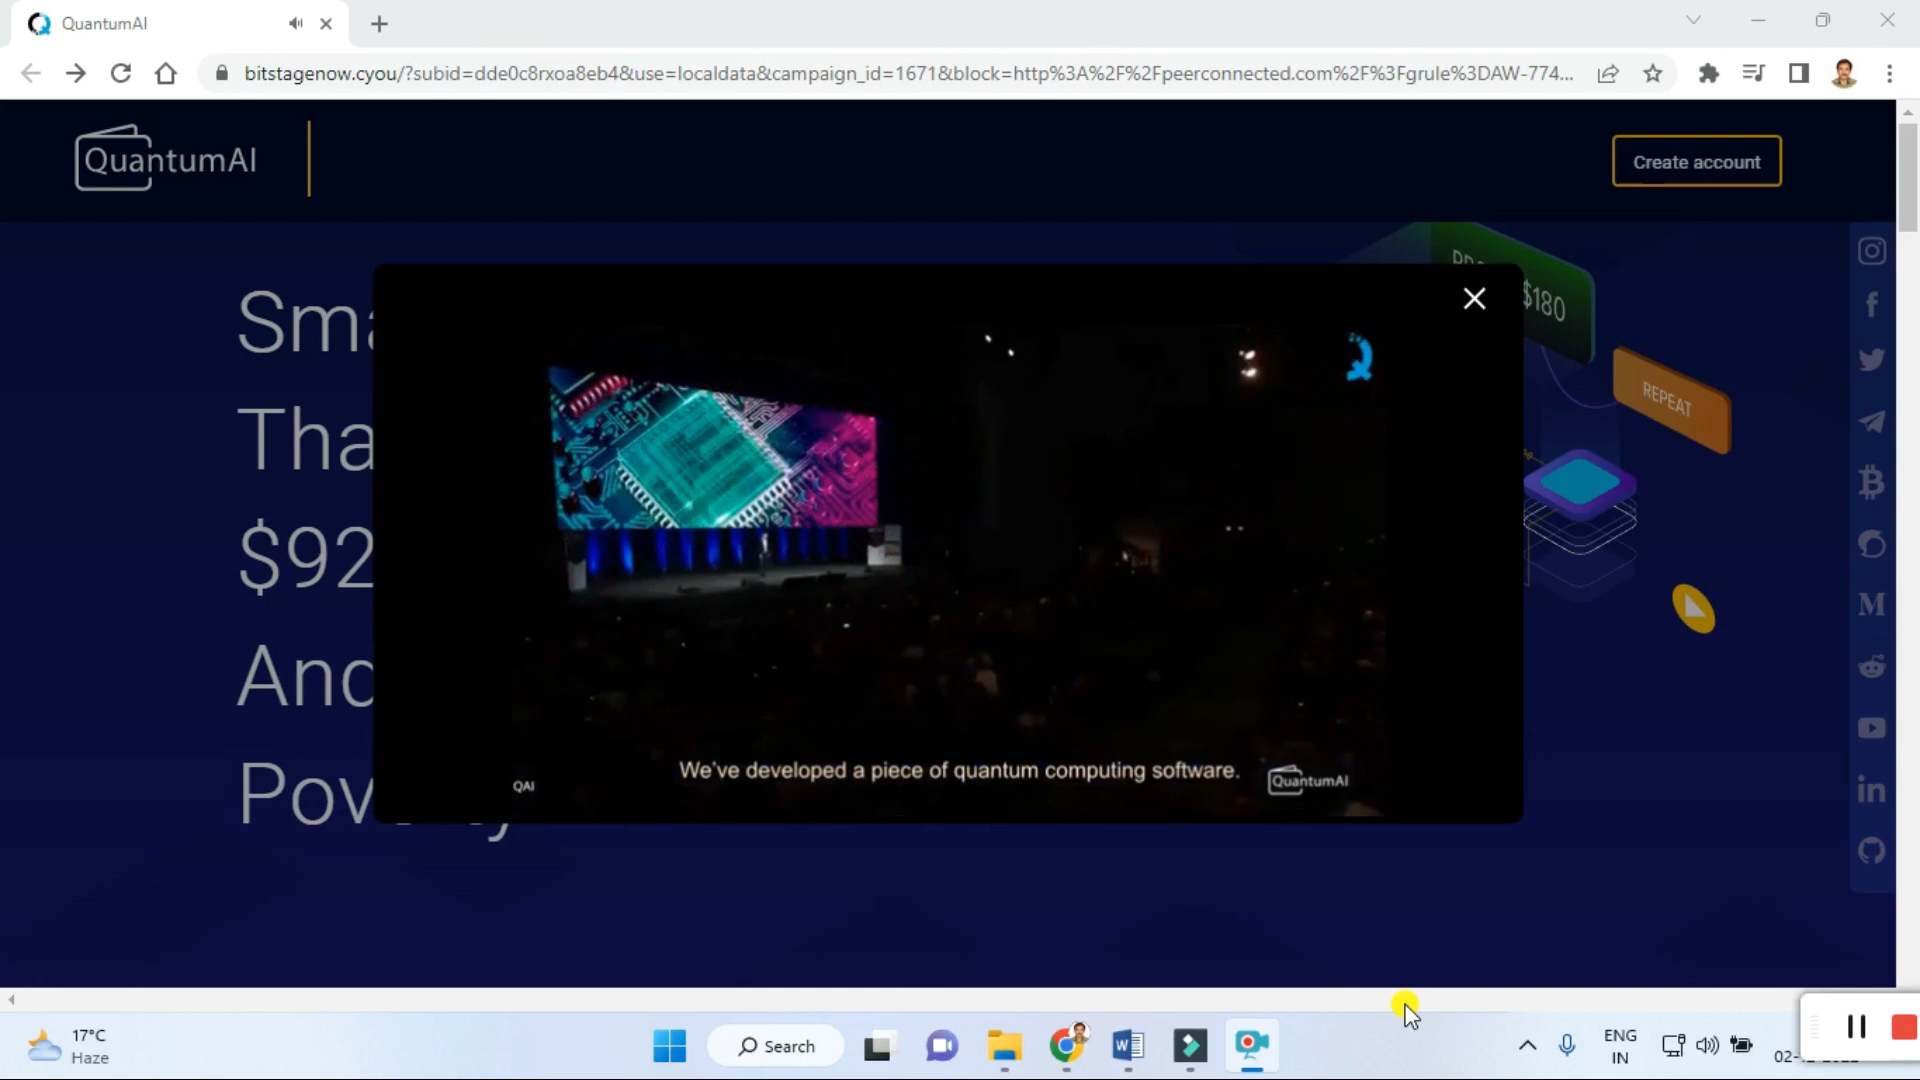 QuantumAI
bitstagenow.cyou/?subid=dde0c8rxoa8eb4&use=localdata&campaign_id=1671&block=http%3A%2F%2Fpeerconnected.com%2F%3Fgrule%3DAW-774...
QuantumAI
Create account
$180
REPEAT
Sma
Tha
$92
And
Pov
We've developed a piece of quantum computing software.
QAI
QuantumAI
17°C
Haze
Search
ENG
IN